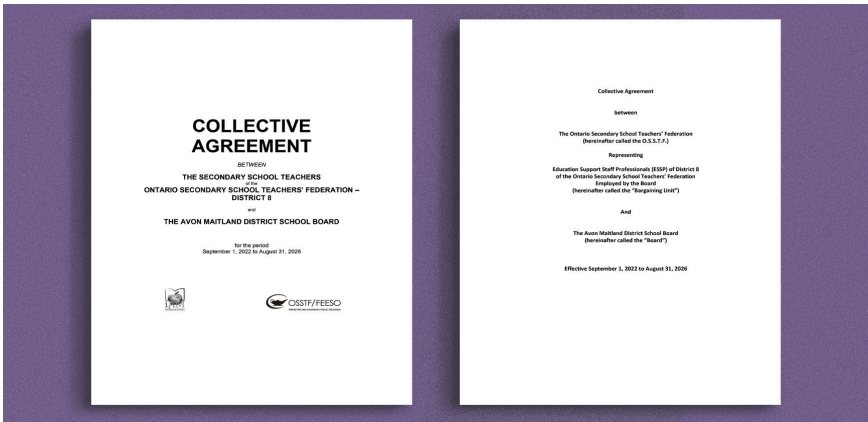 COLLECTIVE
AGREEMENT
BETWEEN
THE SECONDARY SCHOOL TEACHERS
of the
ONTARIO SECONDARY SCHOOL TEACHERS' FEDERATION –
DISTRICT 8
and
THE AVON MAITLAND DISTRICT SCHOOL BOARD
for the period
September 1, 2022 to August 31, 2026
education
OSSTF/FEESO
Collective Agreement
between
The Ontario Secondary School Teachers' Federation
(hereinafter called the O.S.S.T.F.)
Representing
Education Support Staff Professionals (ESSP) of District 8
of the Ontario Secondary School Teachers' Federation
Employed by the Board
(hereinafter called the "Bargaining Unit")
And
The Avon Maitland District School Board
(hereinafter called the "Board")
Effective September 1, 2022 to August 31, 2026